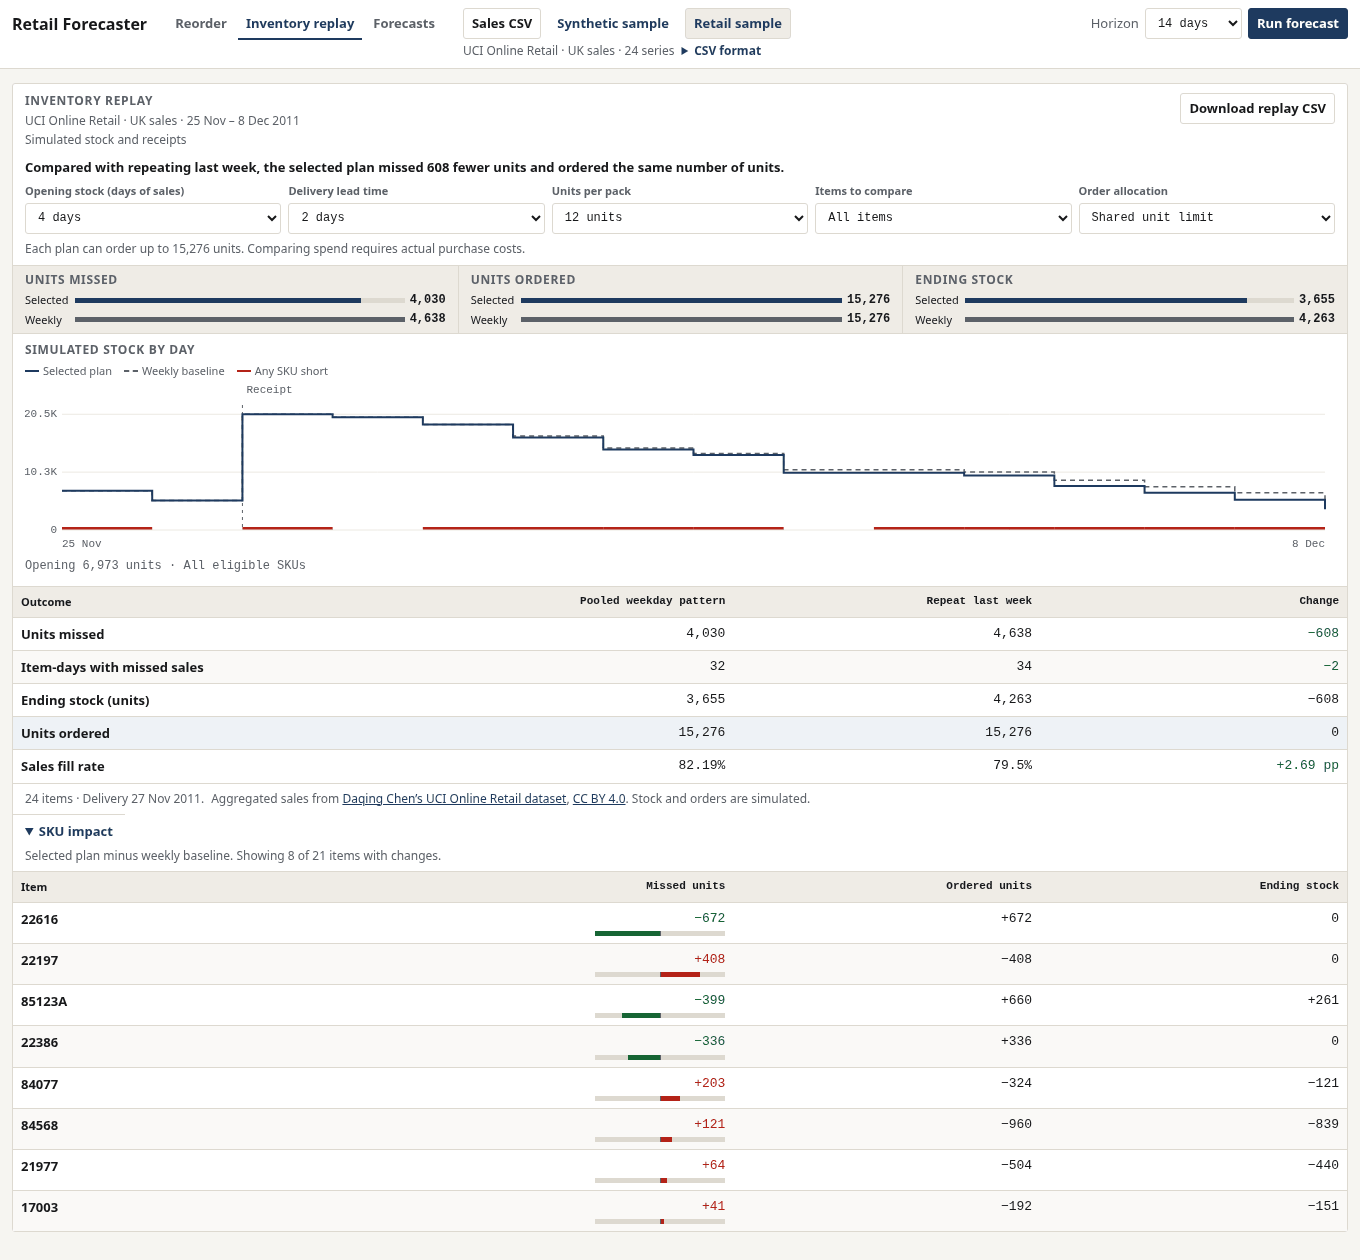 Retail Forecaster
Reorder
Inventory replay
Forecasts
Sales CSV
Synthetic sample
Retail sample
UCI Online Retail · UK sales · 24 series ▶ CSV format
Horizon
14 days
Run forecast
INVENTORY REPLAY
UCI Online Retail · UK sales · 25 Nov – 8 Dec 2011
Simulated stock and receipts
Download replay CSV
Compared with repeating last week, the selected plan missed 608 fewer units and ordered the same number of units.
Opening stock (days of sales)
Delivery lead time
Units per pack
Items to compare
Order allocation
4 days
2 days
12 units
All items
Shared unit limit
Each plan can order up to 15,276 units. Comparing spend requires actual purchase costs.
UNITS MISSED
Selected 4,030
Weekly 4,638
UNITS ORDERED
Selected 15,276
Weekly 15,276
ENDING STOCK
Selected 3,655
Weekly 4,263
SIMULATED STOCK BY DAY
Selected plan
Weekly baseline
Any SKU short
Receipt
20.5K
10.3K
0
25 Nov
8 Dec
Opening 6,973 units · All eligible SKUs
Outcome Pooled weekday pattern Repeat last week Change
Units missed 4,030 4,638 −608
Item-days with missed sales 32 34 −2
Ending stock (units) 3,655 4,263 −608
Units ordered 15,276 15,276 0
Sales fill rate 82.19% 79.5% +2.69 pp
24 items · Delivery 27 Nov 2011. Aggregated sales from Daqing Chen’s UCI Online Retail dataset, CC BY 4.0. Stock and orders are simulated.
▼ SKU impact
Selected plan minus weekly baseline. Showing 8 of 21 items with changes.
Item Missed units Ordered units Ending stock
22616 −672 +672 0
22197 +408 −408 0
85123A −399 +660 +261
22386 −336 +336 0
84077 +203 −324 −121
84568 +121 −960 −839
21977 +64 −504 −440
17003 +41 −192 −151